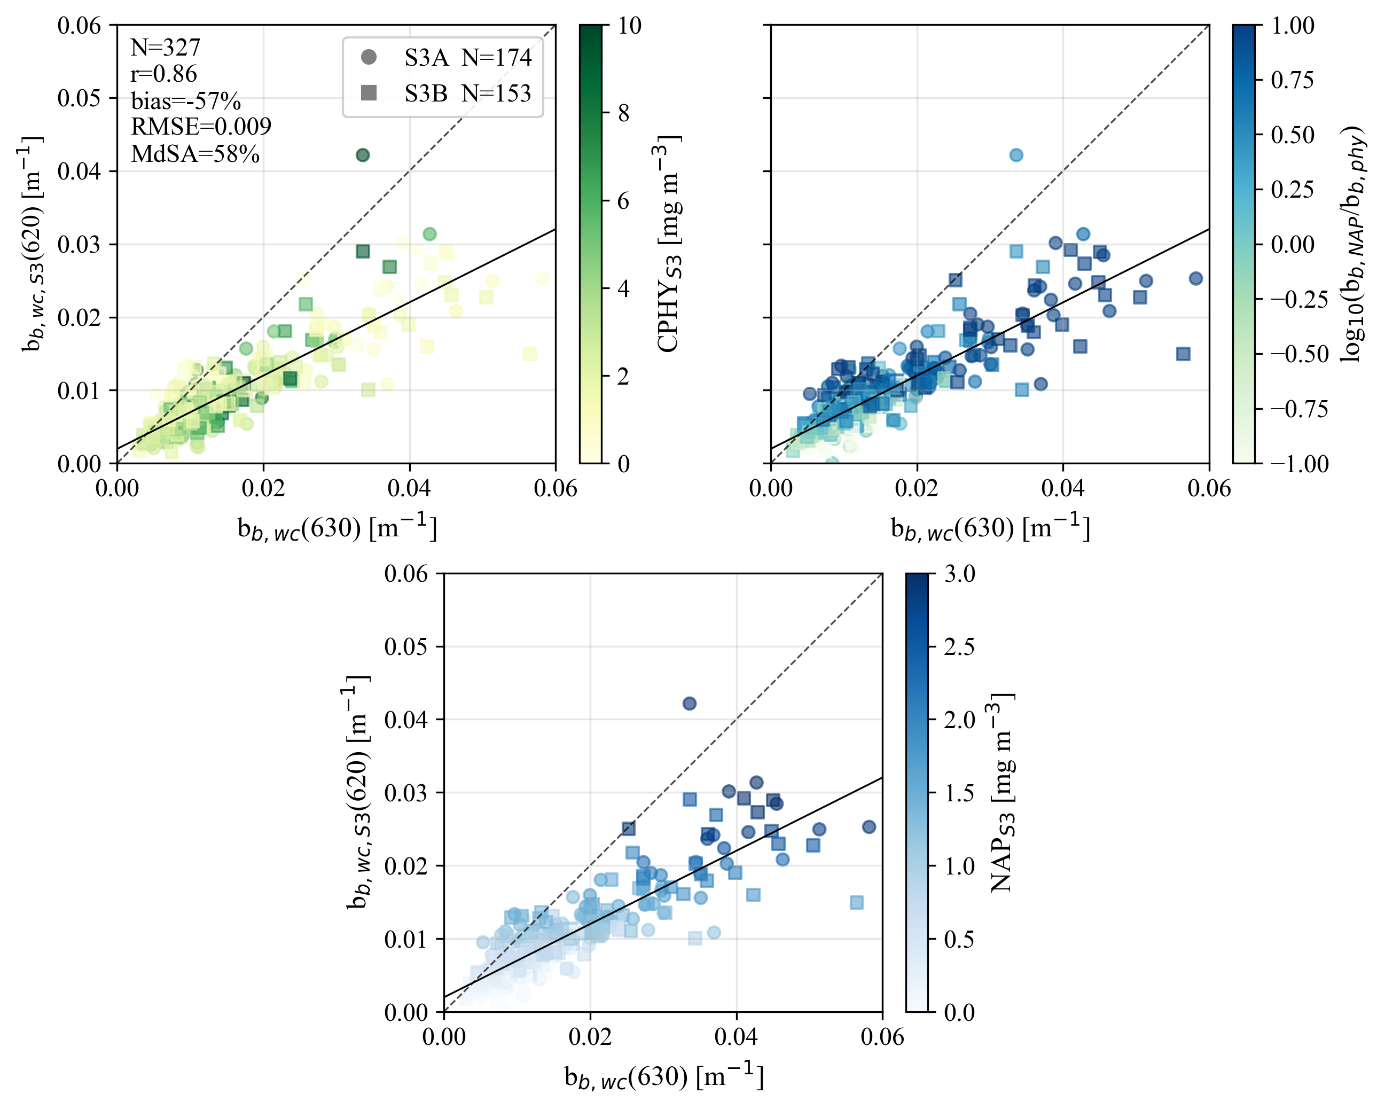 N=327
r=0.86
bias=-57%
RMSE=0.009
MdSA=58%
S3A N=174
S3B N=153
0.06
0.05
0.04
0.03
0.02
0.01
0.00
b_{b, wc, S3}(620) [m^{−1}]
0.00 0.02 0.04 0.06
b_{b, wc}(630) [m^{−1}]
10
8
6
4
2
0
CPHY_{S3} [mg m^{−3}]
0.00 0.02 0.04 0.06
b_{b, wc}(630) [m^{−1}]
1.00
0.75
0.50
0.25
0.00
−0.25
−0.50
−0.75
−1.00
log10(b_{b, NAP}/b_{b, phy})
0.06
0.05
0.04
0.03
0.02
0.01
0.00
b_{b, wc, S3}(620) [m^{−1}]
0.00 0.02 0.04 0.06
b_{b, wc}(630) [m^{−1}]
3.0
2.5
2.0
1.5
1.0
0.5
0.0
NAP_{S3} [mg m^{−3}]